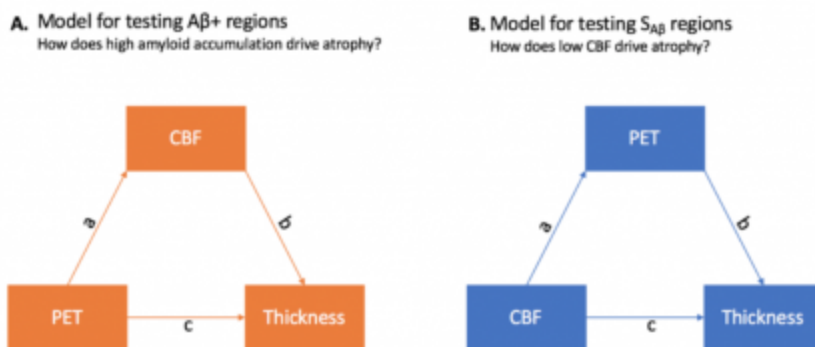 A. Model for testing Aβ+ regions
How does high amyloid accumulation drive atrophy?
CBF
a
b
PET
c
Thickness
B. Model for testing SAβ regions
How does low CBF drive atrophy?
PET
a
b
CBF
c
Thickness